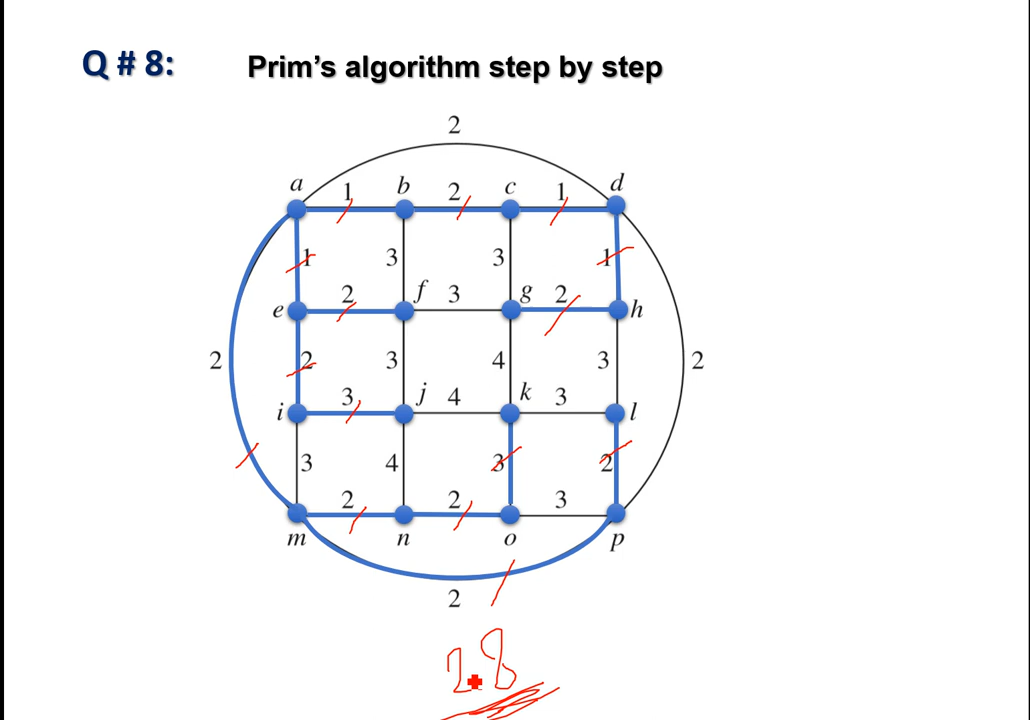 Q # 8: Prim's algorithm step by step
2
a 1 b 2 c 1 d
1 3 3 1
e 2 f 3 g 2 h
2 2 3 4 3 2
i 3 j 4 k 3 l
3 4 3 2
2 2 3
m n o p
2
28